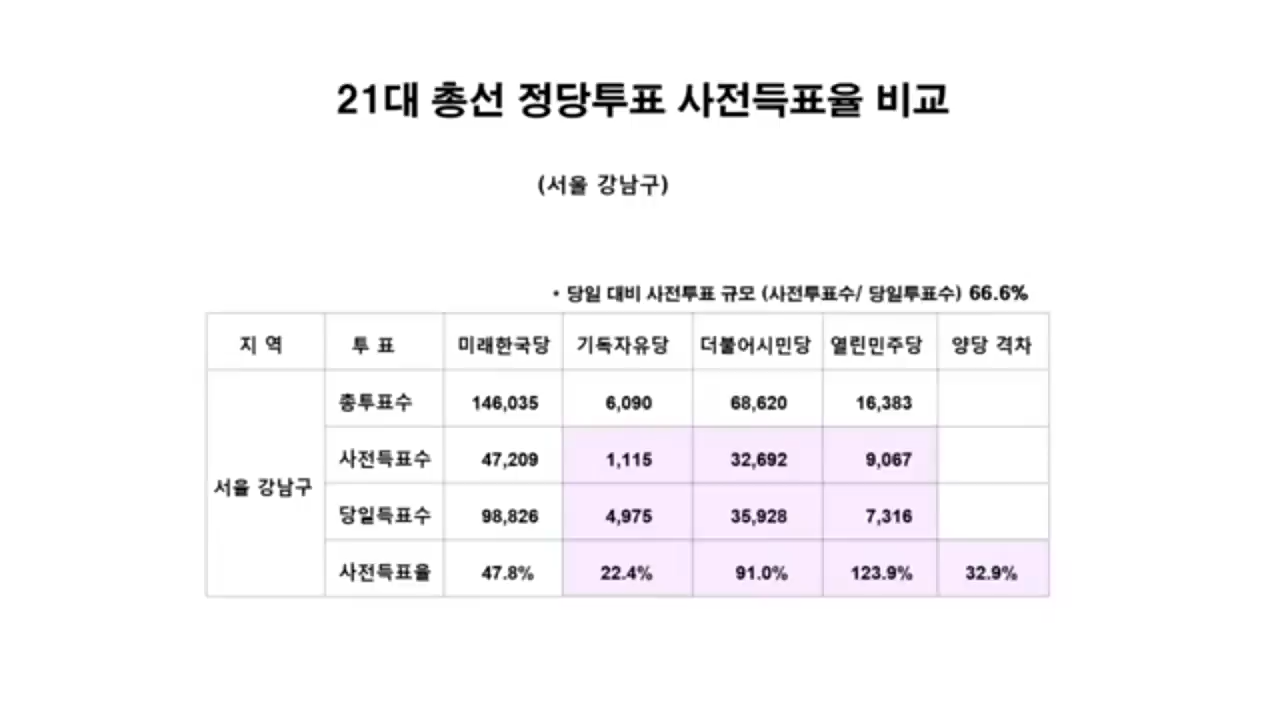 21대 총선 정당투표 사전득표율 비교
(서울 강남구)
• 당일 대비 사전투표 규모 (사전투표수/ 당일투표수) 66.6%
지 역 투 표 미래한국당 기독자유당 더불어시민당 열린민주당 양당 격차
총투표수 146,035 6,090 68,620 16,383
사전득표수 47,209 1,115 32,692 9,067
서울 강남구
당일득표수 98,826 4,975 35,928 7,316
사전득표율 47.8% 22.4% 91.0% 123.9% 32.9%